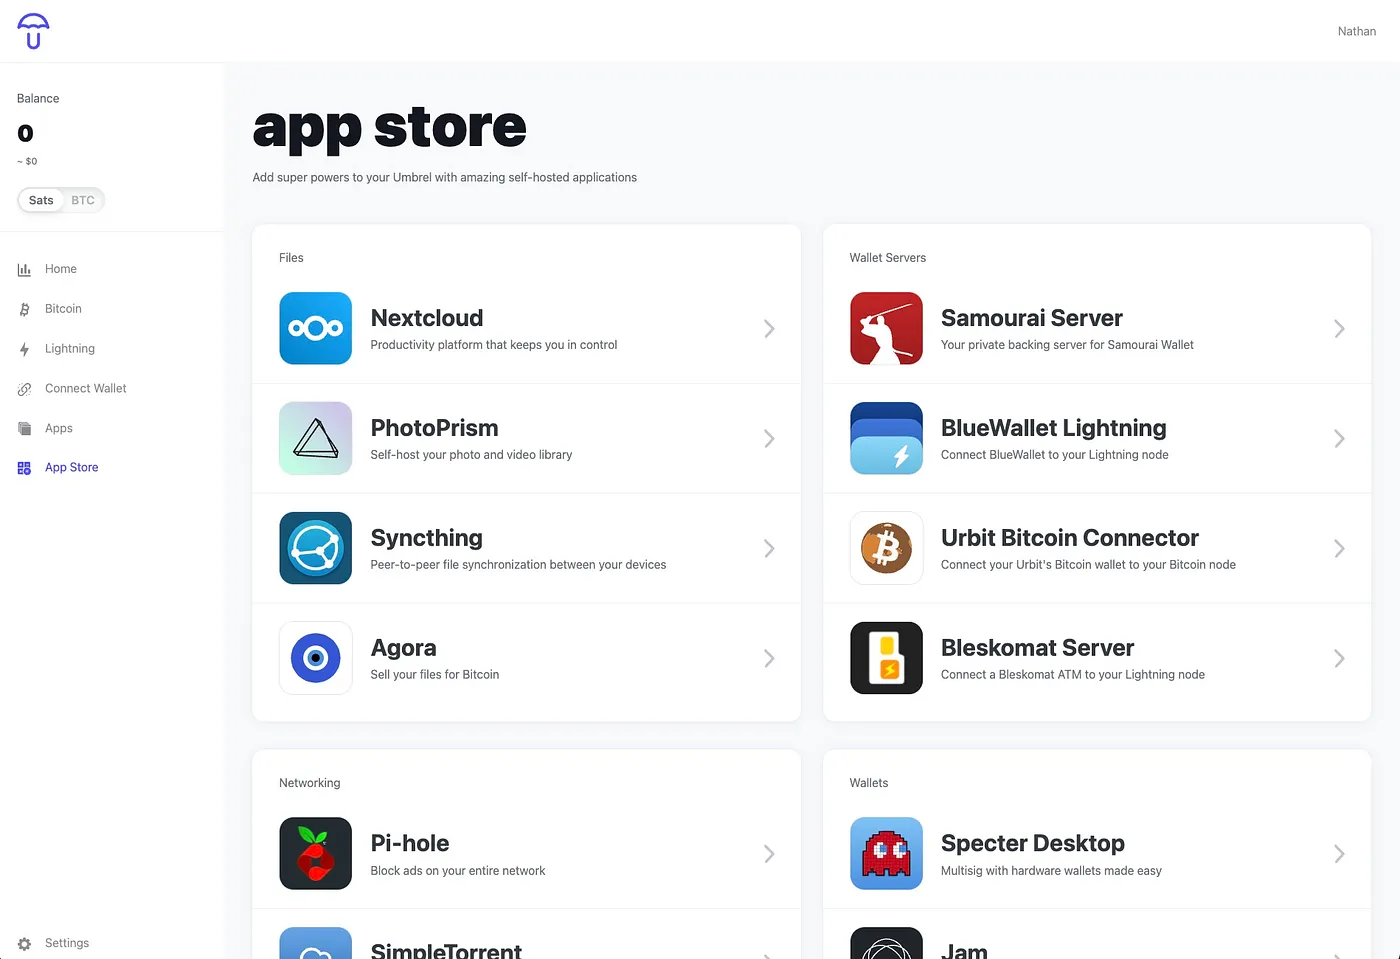 Nathan
Balance
0
~ $0
Sats BTC
Home
Bitcoin
Lightning
Connect Wallet
Apps
App Store
Settings
app store
Add super powers to your Umbrel with amazing self-hosted applications
Files
Nextcloud
Productivity platform that keeps you in control
PhotoPrism
Self-host your photo and video library
Syncthing
Peer-to-peer file synchronization between your devices
Agora
Sell your files for Bitcoin
Wallet Servers
Samourai Server
Your private backing server for Samourai Wallet
BlueWallet Lightning
Connect BlueWallet to your Lightning node
Urbit Bitcoin Connector
Connect your Urbit's Bitcoin wallet to your Bitcoin node
Bleskomat Server
Connect a Bleskomat ATM to your Lightning node
Networking
Pi-hole
Block ads on your entire network
SimpleTorrent
Wallets
Specter Desktop
Multisig with hardware wallets made easy
Jam